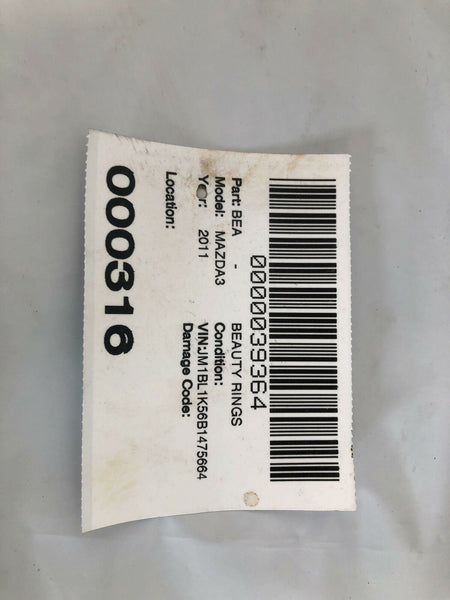 0000039364
Part: BEA - BEAUTY RINGS
Model: MAZDA3 Condition:
Year: 2011 VIN:JM1BL1K56B1475664
Damage Code:
Location:
000316